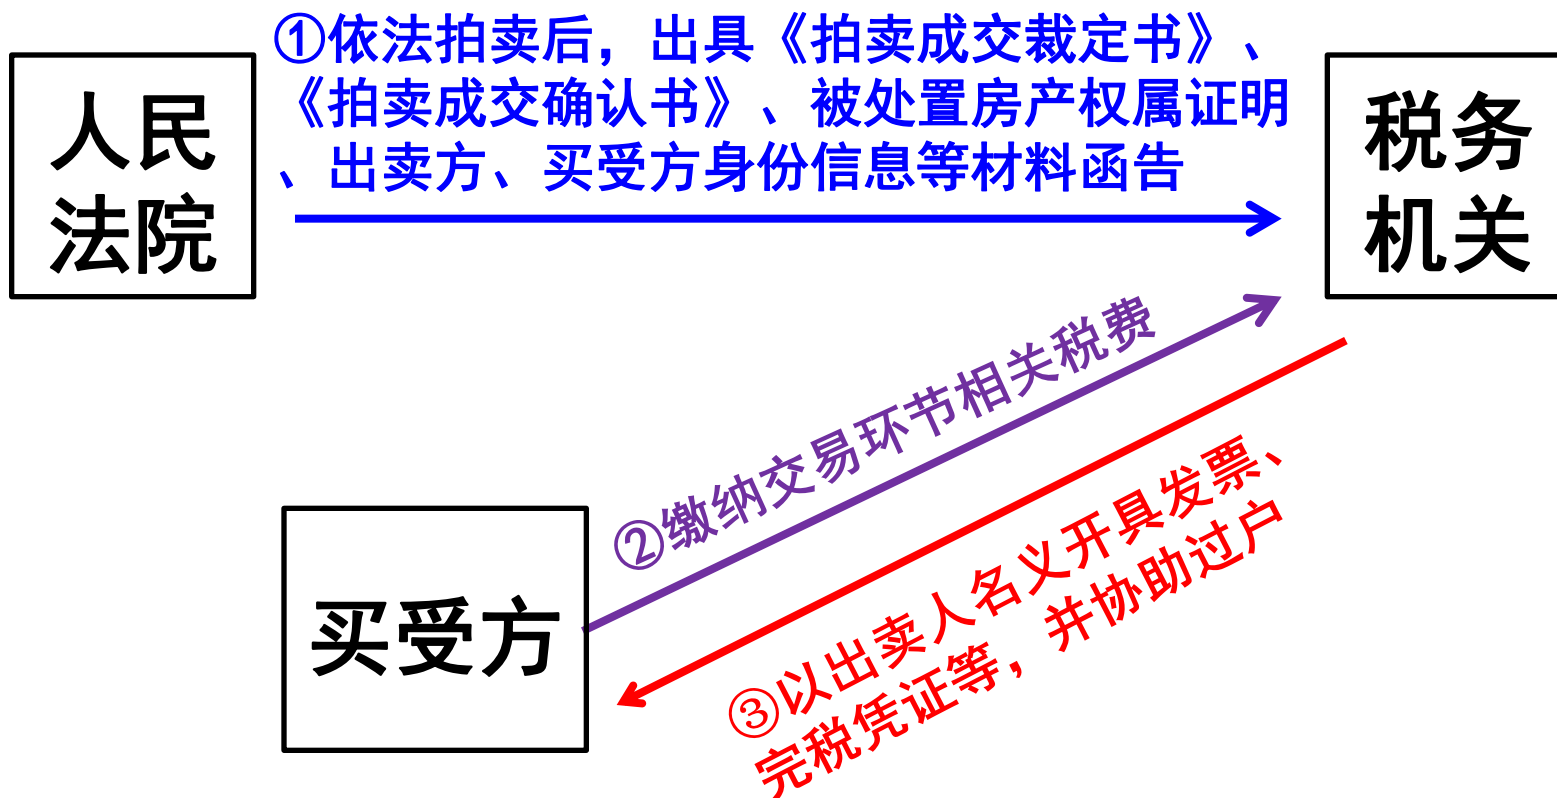 人民
法院
①依法拍卖后，出具《拍卖成交裁定书》、
《拍卖成交确认书》、被处置房产权属证明
、出卖方、买受方身份信息等材料函告
税务
机关
②缴纳交易环节相关税费
③以出卖人名义开具发票、
完税凭证等，并协助过户
买受方